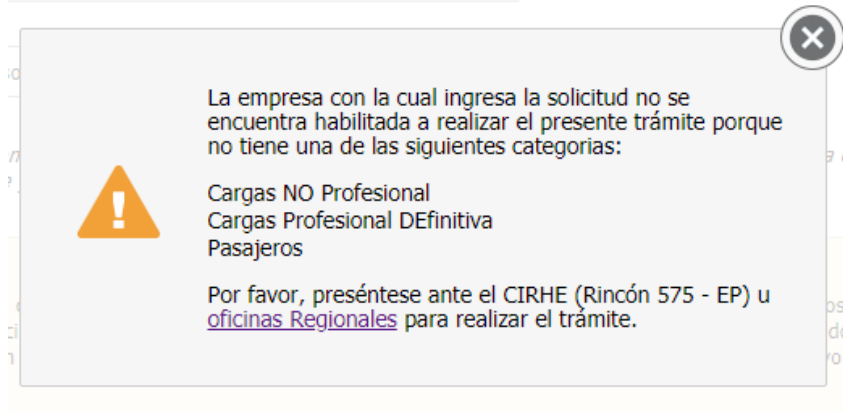 La empresa con la cual ingresa la solicitud no se
encuentra habilitada a realizar el presente trámite porque
no tiene una de las siguientes categorias:
Cargas NO Profesional
Cargas Profesional DEfinitiva
Pasajeros
Por favor, preséntese ante el CIRHE (Rincón 575 - EP) u
oficinas Regionales para realizar el trámite.